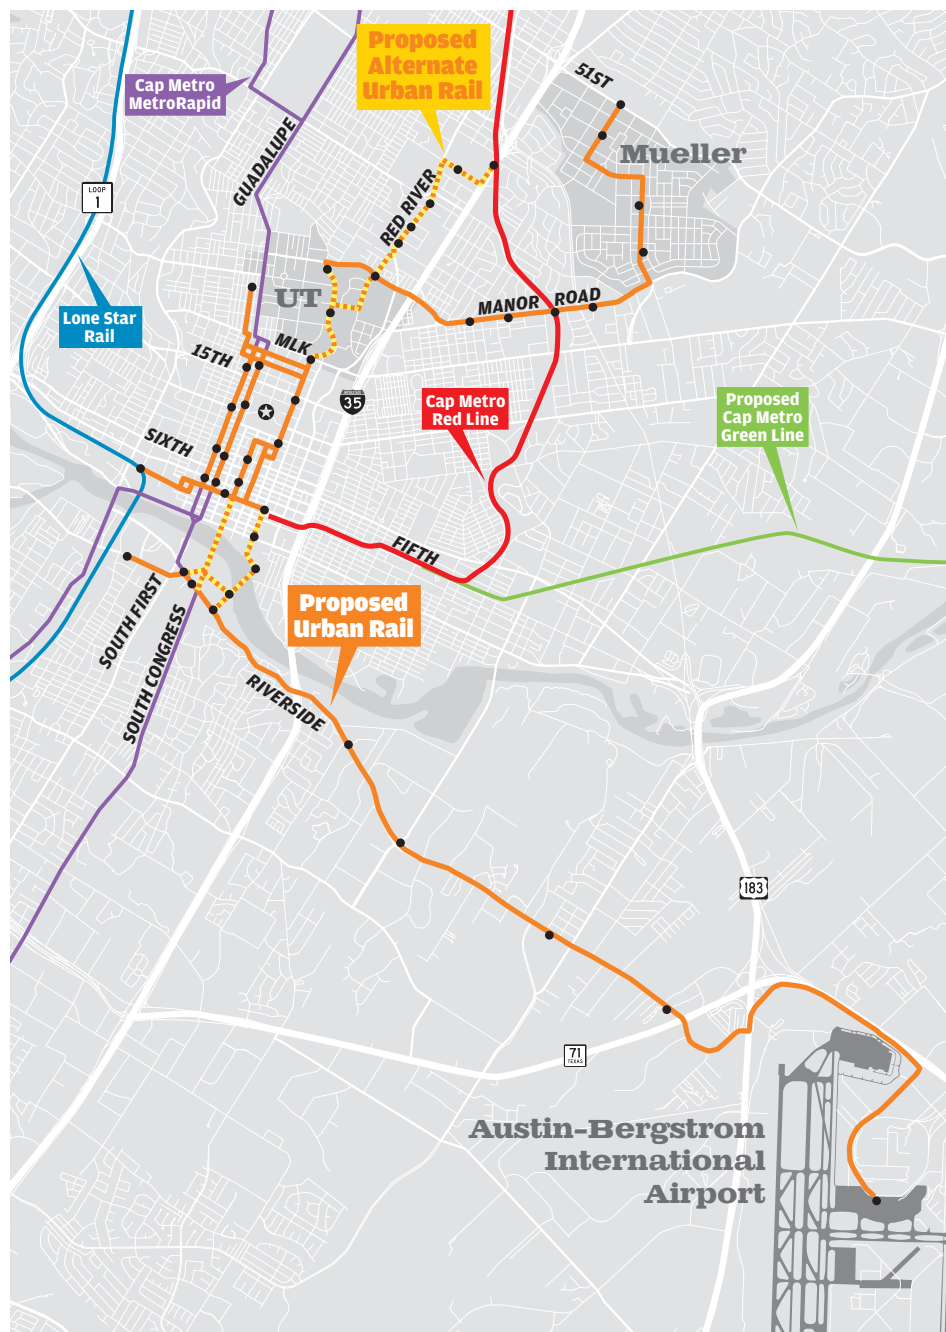 Proposed
Alternate
Urban Rail
51ST
Cap Metro
MetroRapid
Mueller
GUADALUPE
LOOP
1
RED RIVER
UT
MANOR ROAD
Lone Star
Rail
MLK
15TH
35
Cap Metro
Red Line
Proposed
Cap Metro
Green Line
SIXTH
FIFTH
SOUTH FIRST
Proposed
Urban Rail
SOUTH CONGRESS
RIVERSIDE
183
71
TEXAS
Austin-Bergstrom
International
Airport